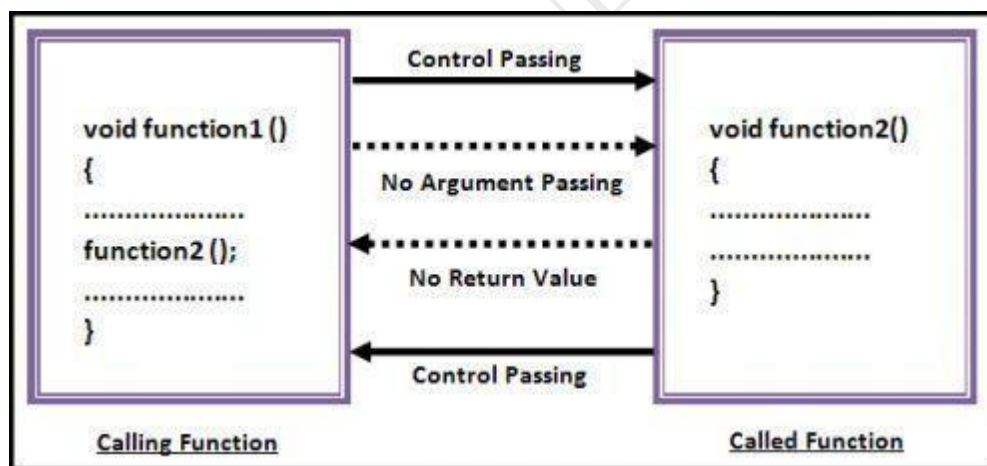 Control Passing
void function1 ()
{
....................
function2 ();
....................
}
No Argument Passing
No Return Value
Control Passing
void function2()
{
....................
....................
}
Calling Function
Called Function